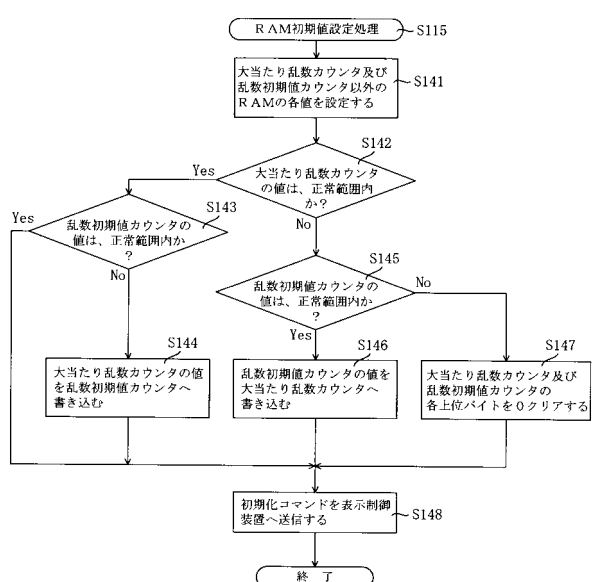 ＲＡＭ初期値設定処理
S115
大当たり乱数カウンタ及び
乱数初期値カウンタ以外の
ＲＡＭの各値を設定する
S141
S142
大当たり乱数カウンタ
の値は、正常範囲内
か？
Yes
No
S143
乱数初期値カウンタの
値は、正常範囲内か
？
Yes
No
S145
乱数初期値カウンタの
値は、正常範囲内か
？
No
Yes
S144
大当たり乱数カウンタの値
を乱数初期値カウンタへ
書き込む
S146
乱数初期値カウンタの値を
大当たり乱数カウンタへ
書き込む
S147
大当たり乱数カウンタ及び
乱数初期値カウンタの
各上位バイトを０クリアする
初期化コマンドを表示制御
装置へ送信する
S148
終　了